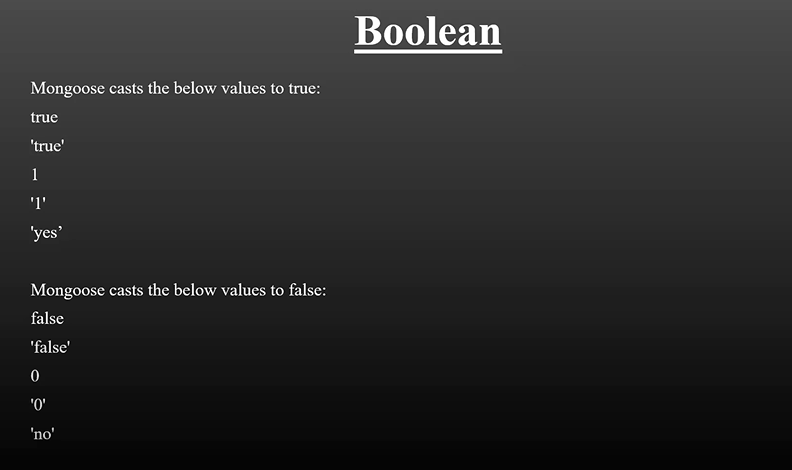 Boolean
Mongoose casts the below values to true:
true
'true'
1
'1'
'yes’
Mongoose casts the below values to false:
false
'false'
0
'0'
'no'